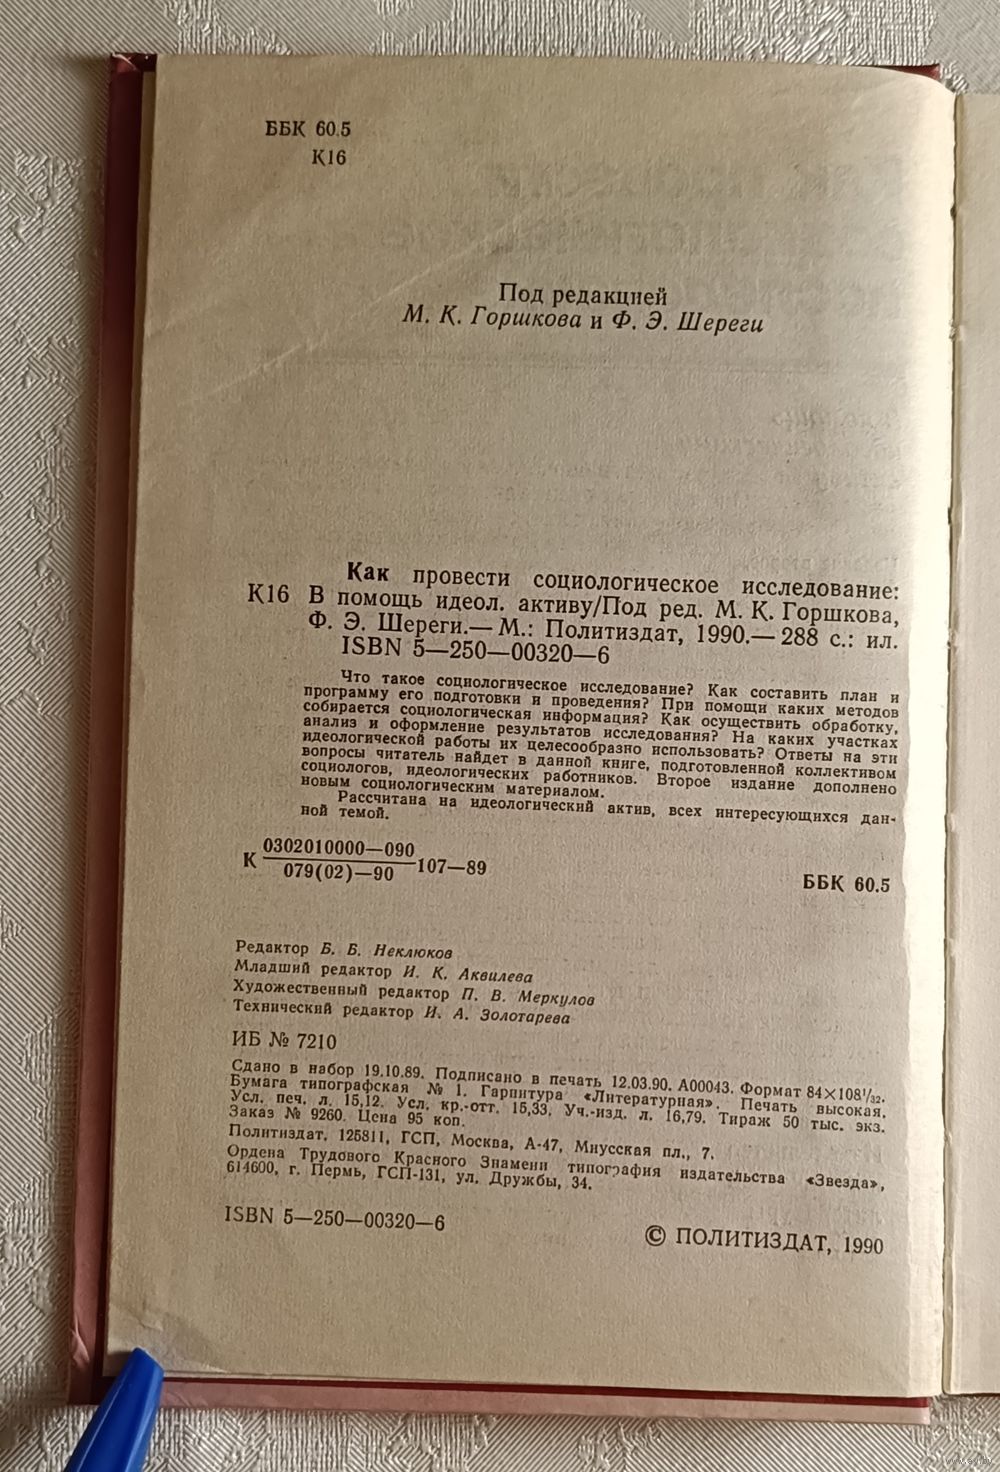 ББК 60.5
К16
Под редакцией
М. К. Горшкова и Ф. Э. Шереги
Как провести социологическое исследование:
К16 В помощь идеол. активу/Под ред. М. К. Горшкова,
Ф. Э. Шереги.— М.: Политиздат, 1990.— 288 с.: ил.
ISBN 5—250—00320—6
Что такое социологическое исследование? Как составить план и
программу его подготовки и проведения? При помощи каких методов
собирается социологическая информация? Как осуществить обработку,
анализ и оформление результатов исследования? На каких участках
идеологической работы их целесообразно использовать? Ответы на эти
вопросы читатель найдет в данной книге, подготовленной коллективом
социологов, идеологических работников. Второе издание дополнено
новым социологическим материалом.
Рассчитана на идеологический актив, всех интересующихся дан-
ной темой.
К 0302010000—090
079(02)—90 107—89
ББК 60.5
Редактор Б. Б. Неклюков
Младший редактор И. К. Аквилева
Художественный редактор П. В. Меркулов
Технический редактор И. А. Золотарева
ИБ № 7210
Сдано в набор 19.10.89. Подписано в печать 12.03.90. А00043. Формат 84×108¹/₃₂.
Бумага типографская № 1. Гарнитура «Литературная». Печать высокая.
Усл. печ. л. 15,12. Усл. кр.-отт. 15,33. Уч.-изд. л. 16,79. Тираж 50 тыс. экз.
Заказ № 9260. Цена 95 коп.
Политиздат. 125811, ГСП, Москва, А-47, Миусская пл., 7.
Ордена Трудового Красного Знамени типография издательства «Звезда»,
614600, г. Пермь, ГСП-131, ул. Дружбы, 34.
ISBN 5—250—00320—6
© ПОЛИТИЗДАТ, 1990